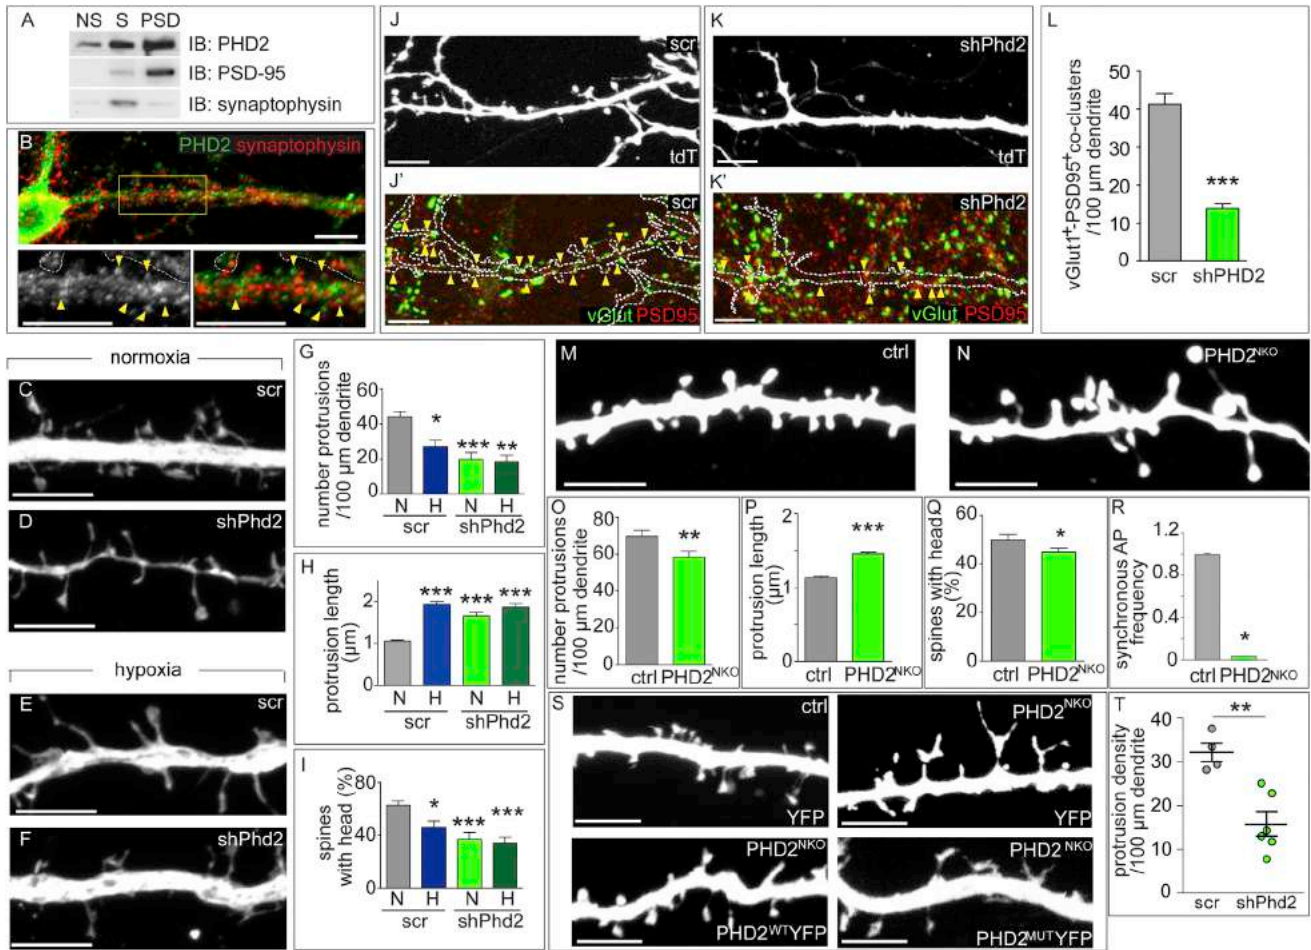 A
NS S PSD
IB: PHD2
IB: PSD-95
IB: synaptophysin
B
PHD2 synaptophysin
normoxia
C
scr
D
shPhd2
hypoxia
E
scr
F
shPhd2
G
number protrusions
/100 µm dendrite
60
40
20
0
*
***
**
N H N H
scr shPhd2
H
protrusion length
(µm)
2
1
0
***
***
***
N H N H
scr shPhd2
I
spines
with head (%)
80
40
0
*
***
***
N H N H
scr shPhd2
J
scr
tdT
J'
scr
vGlut PSD95
K
shPhd2
tdT
K'
shPhd2
vGlut PSD95
L
vGlut1+-PSD95+co-clusters
/100 µm dendrite
50
40
30
20
10
0
***
scr shPHD2
M
ctrl
N
PHD2NKO
O
number protrusions
/100 µm dendrite
80
60
40
20
0
**
ctrl PHD2NKO
P
protrusion length
(µm)
2
1
0
***
ctrl PHD2NKO
Q
spines with head
(%)
60
40
20
0
*
ctrl PHD2NKO
R
synchronous AP
frequency
1.2
0.8
0.4
0
*
ctrl PHD2NKO
S
ctrl
YFP
PHD2NKO
YFP
PHD2NKO
PHD2WTYFP
PHD2NKO
PHD2MUTYFP
T
protrusion density
/100 µm dendrite
40
30
20
10
0
**
scr shPhd2